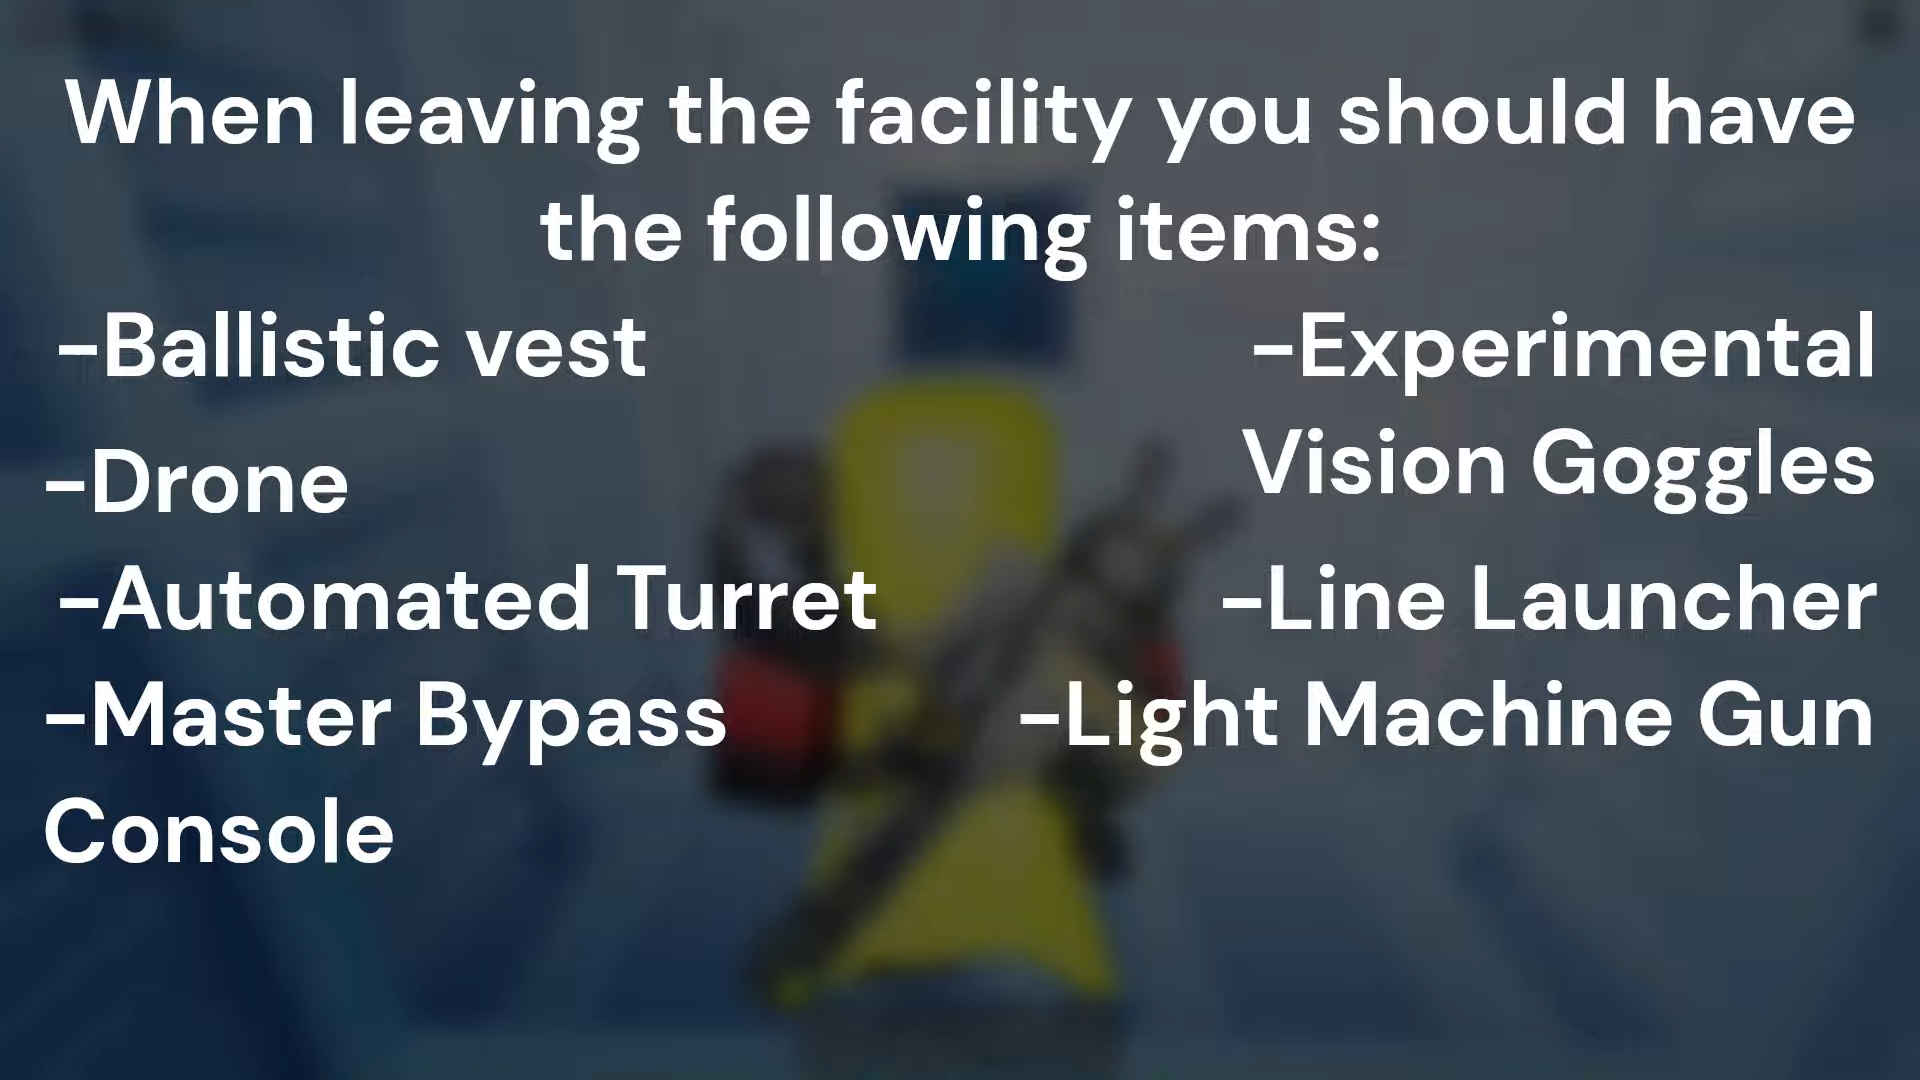 When leaving the facility you should have
the following items:
-Ballistic vest
-Drone
-Automated Turret
-Master Bypass
Console
-Experimental
Vision Goggles
-Line Launcher
-Light Machine Gun